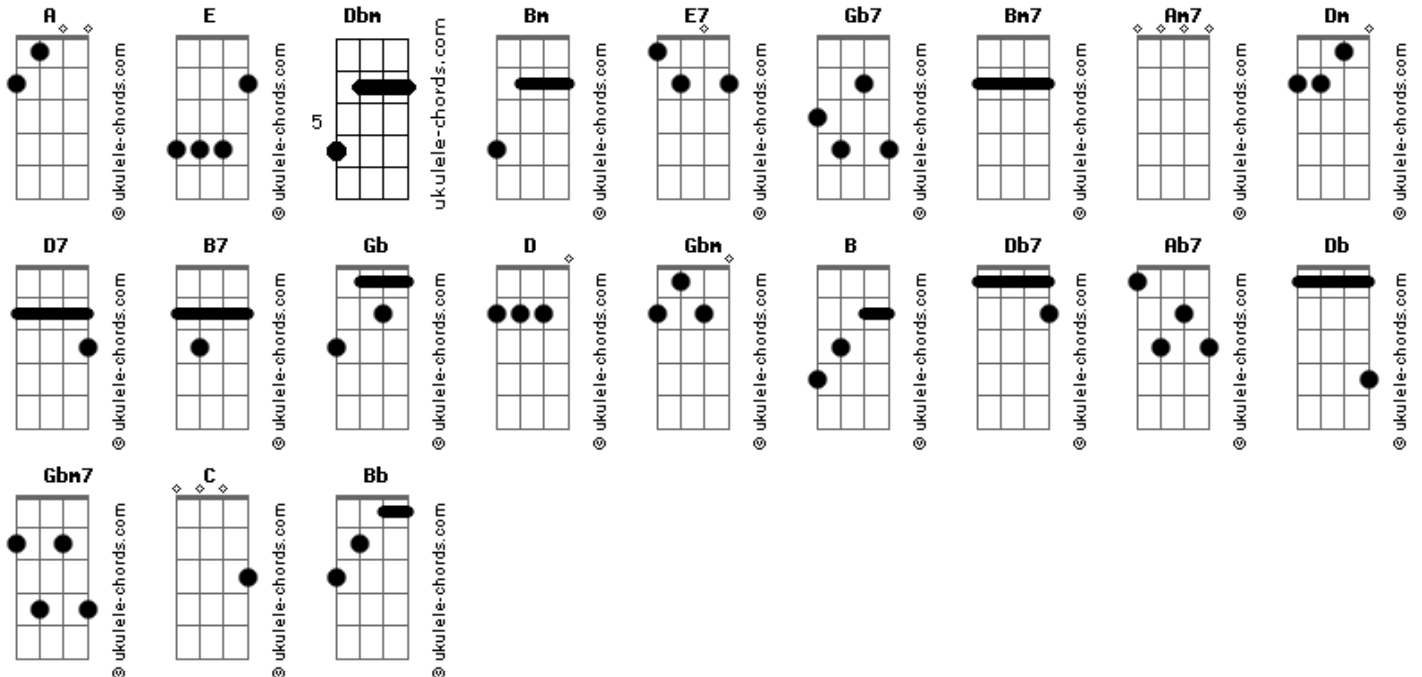 A E Dbm Bm E7 Gb7 Bm7 Am7 Dm
© ukulele-chords.com © ukulele-chords.com ukulele-chords.com © ukulele-chords.com © ukulele-chords.com © ukulele-chords.com © ukulele-chords.com © ukulele-chords.com © ukulele-chords.com
5
D7 B7 Gb D Gbm B Db7 Ab7 Db
© ukulele-chords.com © ukulele-chords.com © ukulele-chords.com © ukulele-chords.com © ukulele-chords.com © ukulele-chords.com © ukulele-chords.com © ukulele-chords.com © ukulele-chords.com
Gbm7 C Bb
© ukulele-chords.com © ukulele-chords.com © ukulele-chords.com